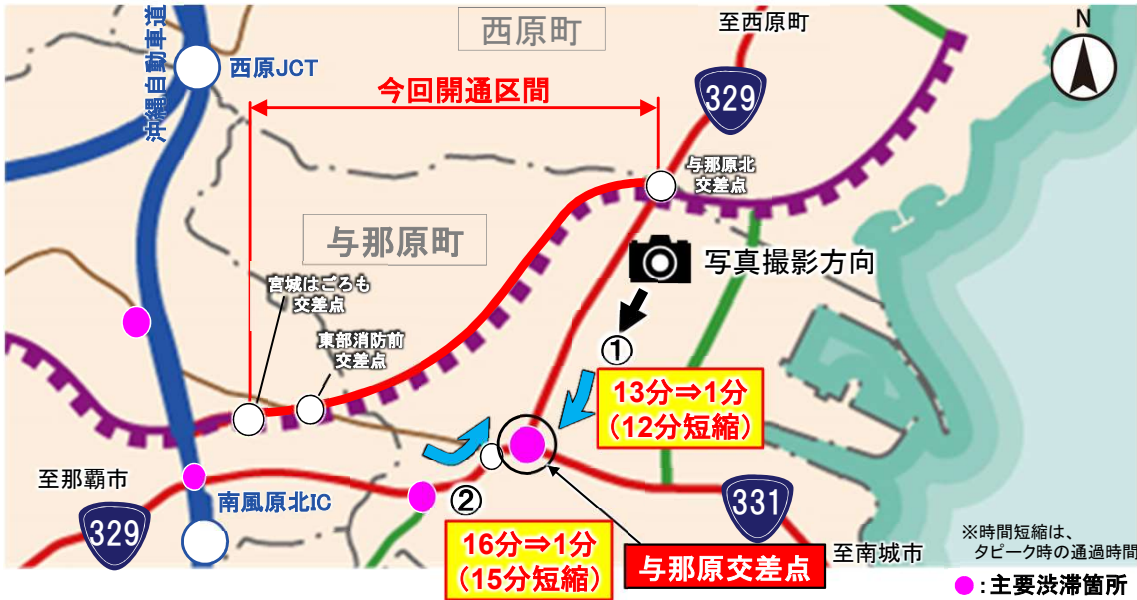 西原町
至西原町
N
沖縄自動車道
西原JCT
今回開通区間
329
与那原北
交差点
与那原町
写真撮影方向
宮城はごろも
交差点
東部消防前
交差点
①
13分⇒1分
(12分短縮)
至那覇市
南風原北IC
②
329
331
16分⇒1分
(15分短縮)
与那原交差点
至南城市
※時間短縮は、
タピーク時の通過時間
:主要渋滞箇所